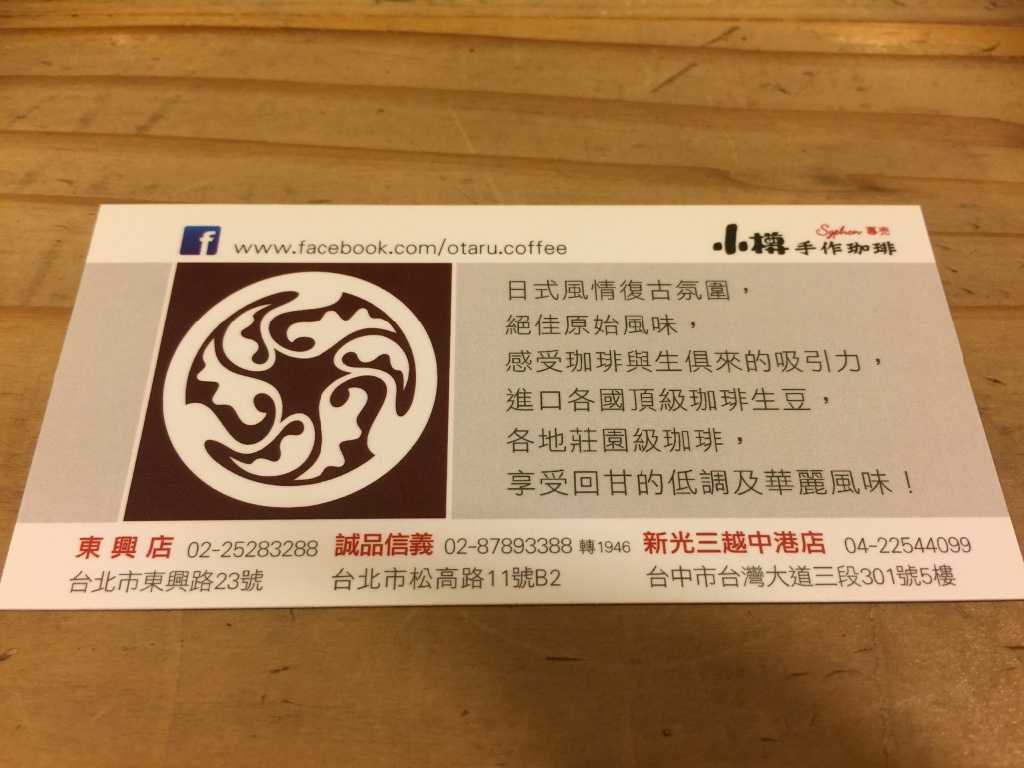 www.facebook.com/otaru.coffee
Syphon 專売
小樽 手作珈琲
日式風情復古氛圍，
絕佳原始風味，
感受珈琲與生俱來的吸引力，
進口各國頂級珈琲生豆，
各地莊園級珈琲，
享受回甘的低調及華麗風味！
東興店 02-25283288 誠品信義 02-87893388 轉1946 新光三越中港店 04-22544099
台北市東興路23號 台北市松高路11號B2 台中市台灣大道三段301號5樓